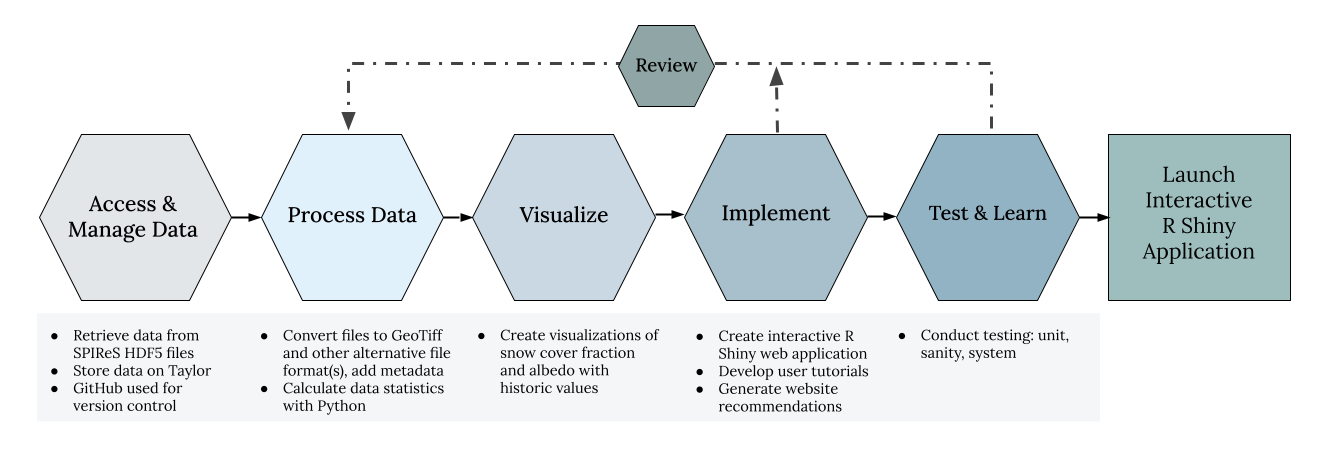 Review
Access &
Manage Data
Process Data
Visualize
Implement
Test & Learn
Launch
Interactive
R Shiny
Application
● Retrieve data from
SPIReS HDF5 files
● Store data on Taylor
● GitHub used for
version control
● Convert files to GeoTiff
and other alternative file
format(s), add metadata
● Calculate data statistics
with Python
● Create visualizations of
snow cover fraction
and albedo with
historic values
● Create interactive R
Shiny web application
● Develop user tutorials
● Generate website
recommendations
● Conduct testing: unit,
sanity, system